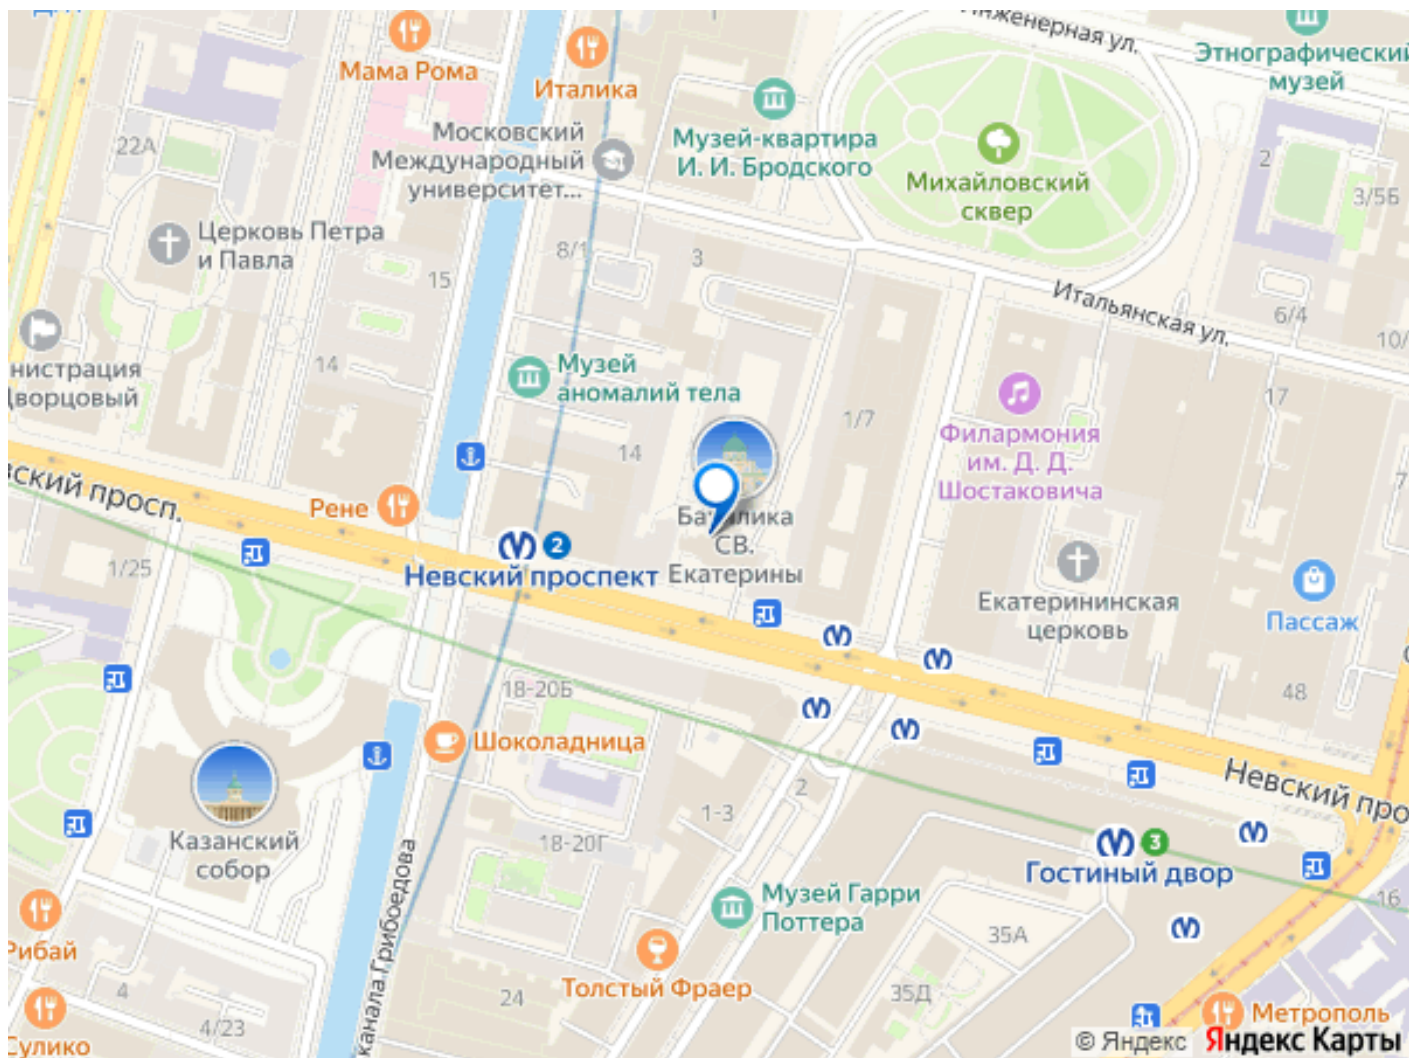 Инженерная ул.
Этнографический
музей
Мама Рома
Италика
Московский
Международный
университет...
Музей-квартира
И. И. Бродского
Михайловский
сквер
22А
2
3/5Б
Церковь Петра
и Павла
8/1
3
15
Итальянская ул.
6/4
10/
нистрация
Дворцовый
14
Музей
аномалий тела
17
1/7
Филармония
им. Д. Д.
Шостаковича
14
7
вский просп.
Рене
2
Невский проспект
СВ.
Екатерины
1/25
Екатерининская
церковь
Пассаж
18-20Б
48
Шоколадница
Невский про
Казанский
собор
2
1-3
18-20Г
3
Гостиный двор
канала Грибоедова
Музей Гарри
Поттера
16
Рибай
35А
Толстый Фраер
4
24
35Д
4/23
Метрополь
Сулико
© Яндекс Яндекс Карты